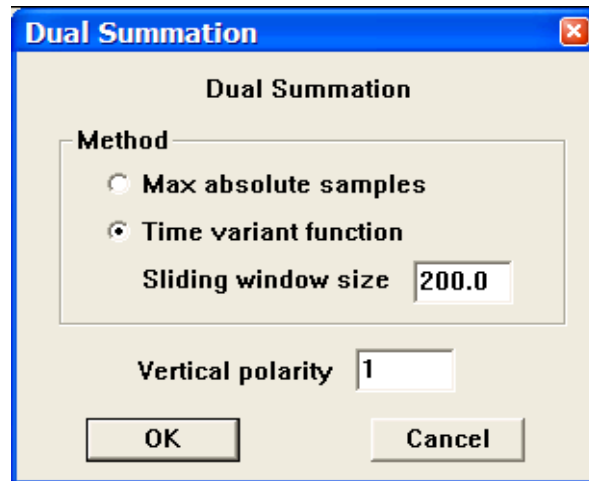 Dual Summation
Dual Summation
Method
Max absolute samples
Time variant function
Sliding window size 200.0
Vertical polarity 1
OK Cancel